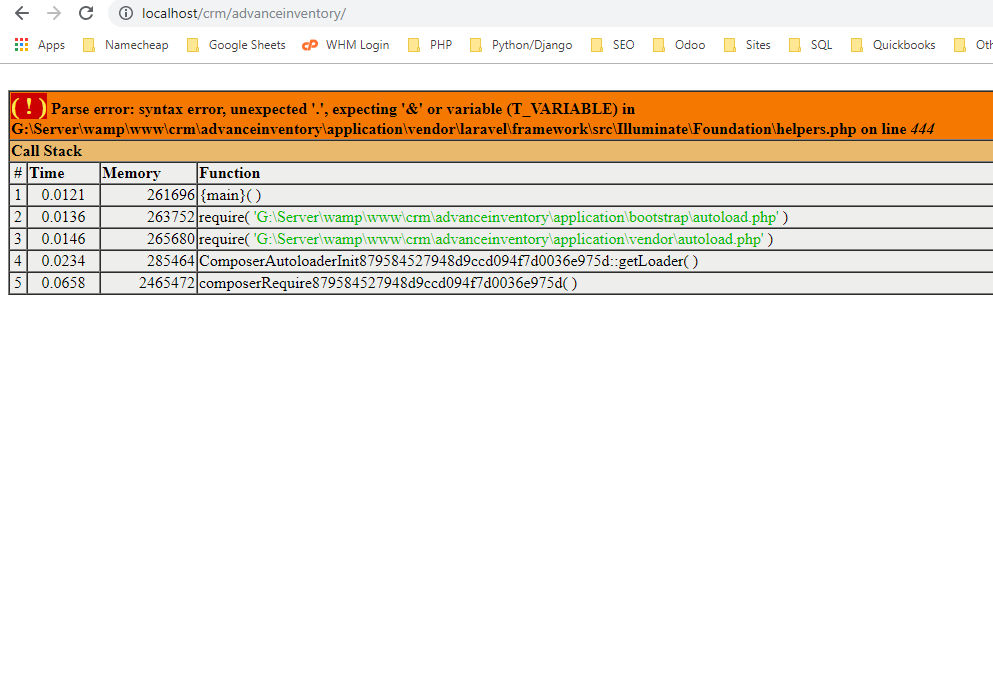 localhost/crm/advanceinventory/
Apps Namecheap Google Sheets cP WHM Login PHP Python/Django SEO Odoo Sites SQL Quickbooks Oth
( ! ) Parse error: syntax error, unexpected '.', expecting '&' or variable (T_VARIABLE) in
G:\Server\wamp\www\crm\advanceinventory\application\vendor\laravel\framework\src\Illuminate\Foundation\helpers.php on line 444
Call Stack
# Time Memory Function
1 0.0121 261696 {main}( )
2 0.0136 263752 require( 'G:\Server\wamp\www\crm\advanceinventory\application\bootstrap\autoload.php' )
3 0.0146 265680 require( 'G:\Server\wamp\www\crm\advanceinventory\application\vendor\autoload.php' )
4 0.0234 285464 ComposerAutoloaderInit879584527948d9ccd094f7d0036e975d::getLoader( )
5 0.0658 2465472 composerRequire879584527948d9ccd094f7d0036e975d( )